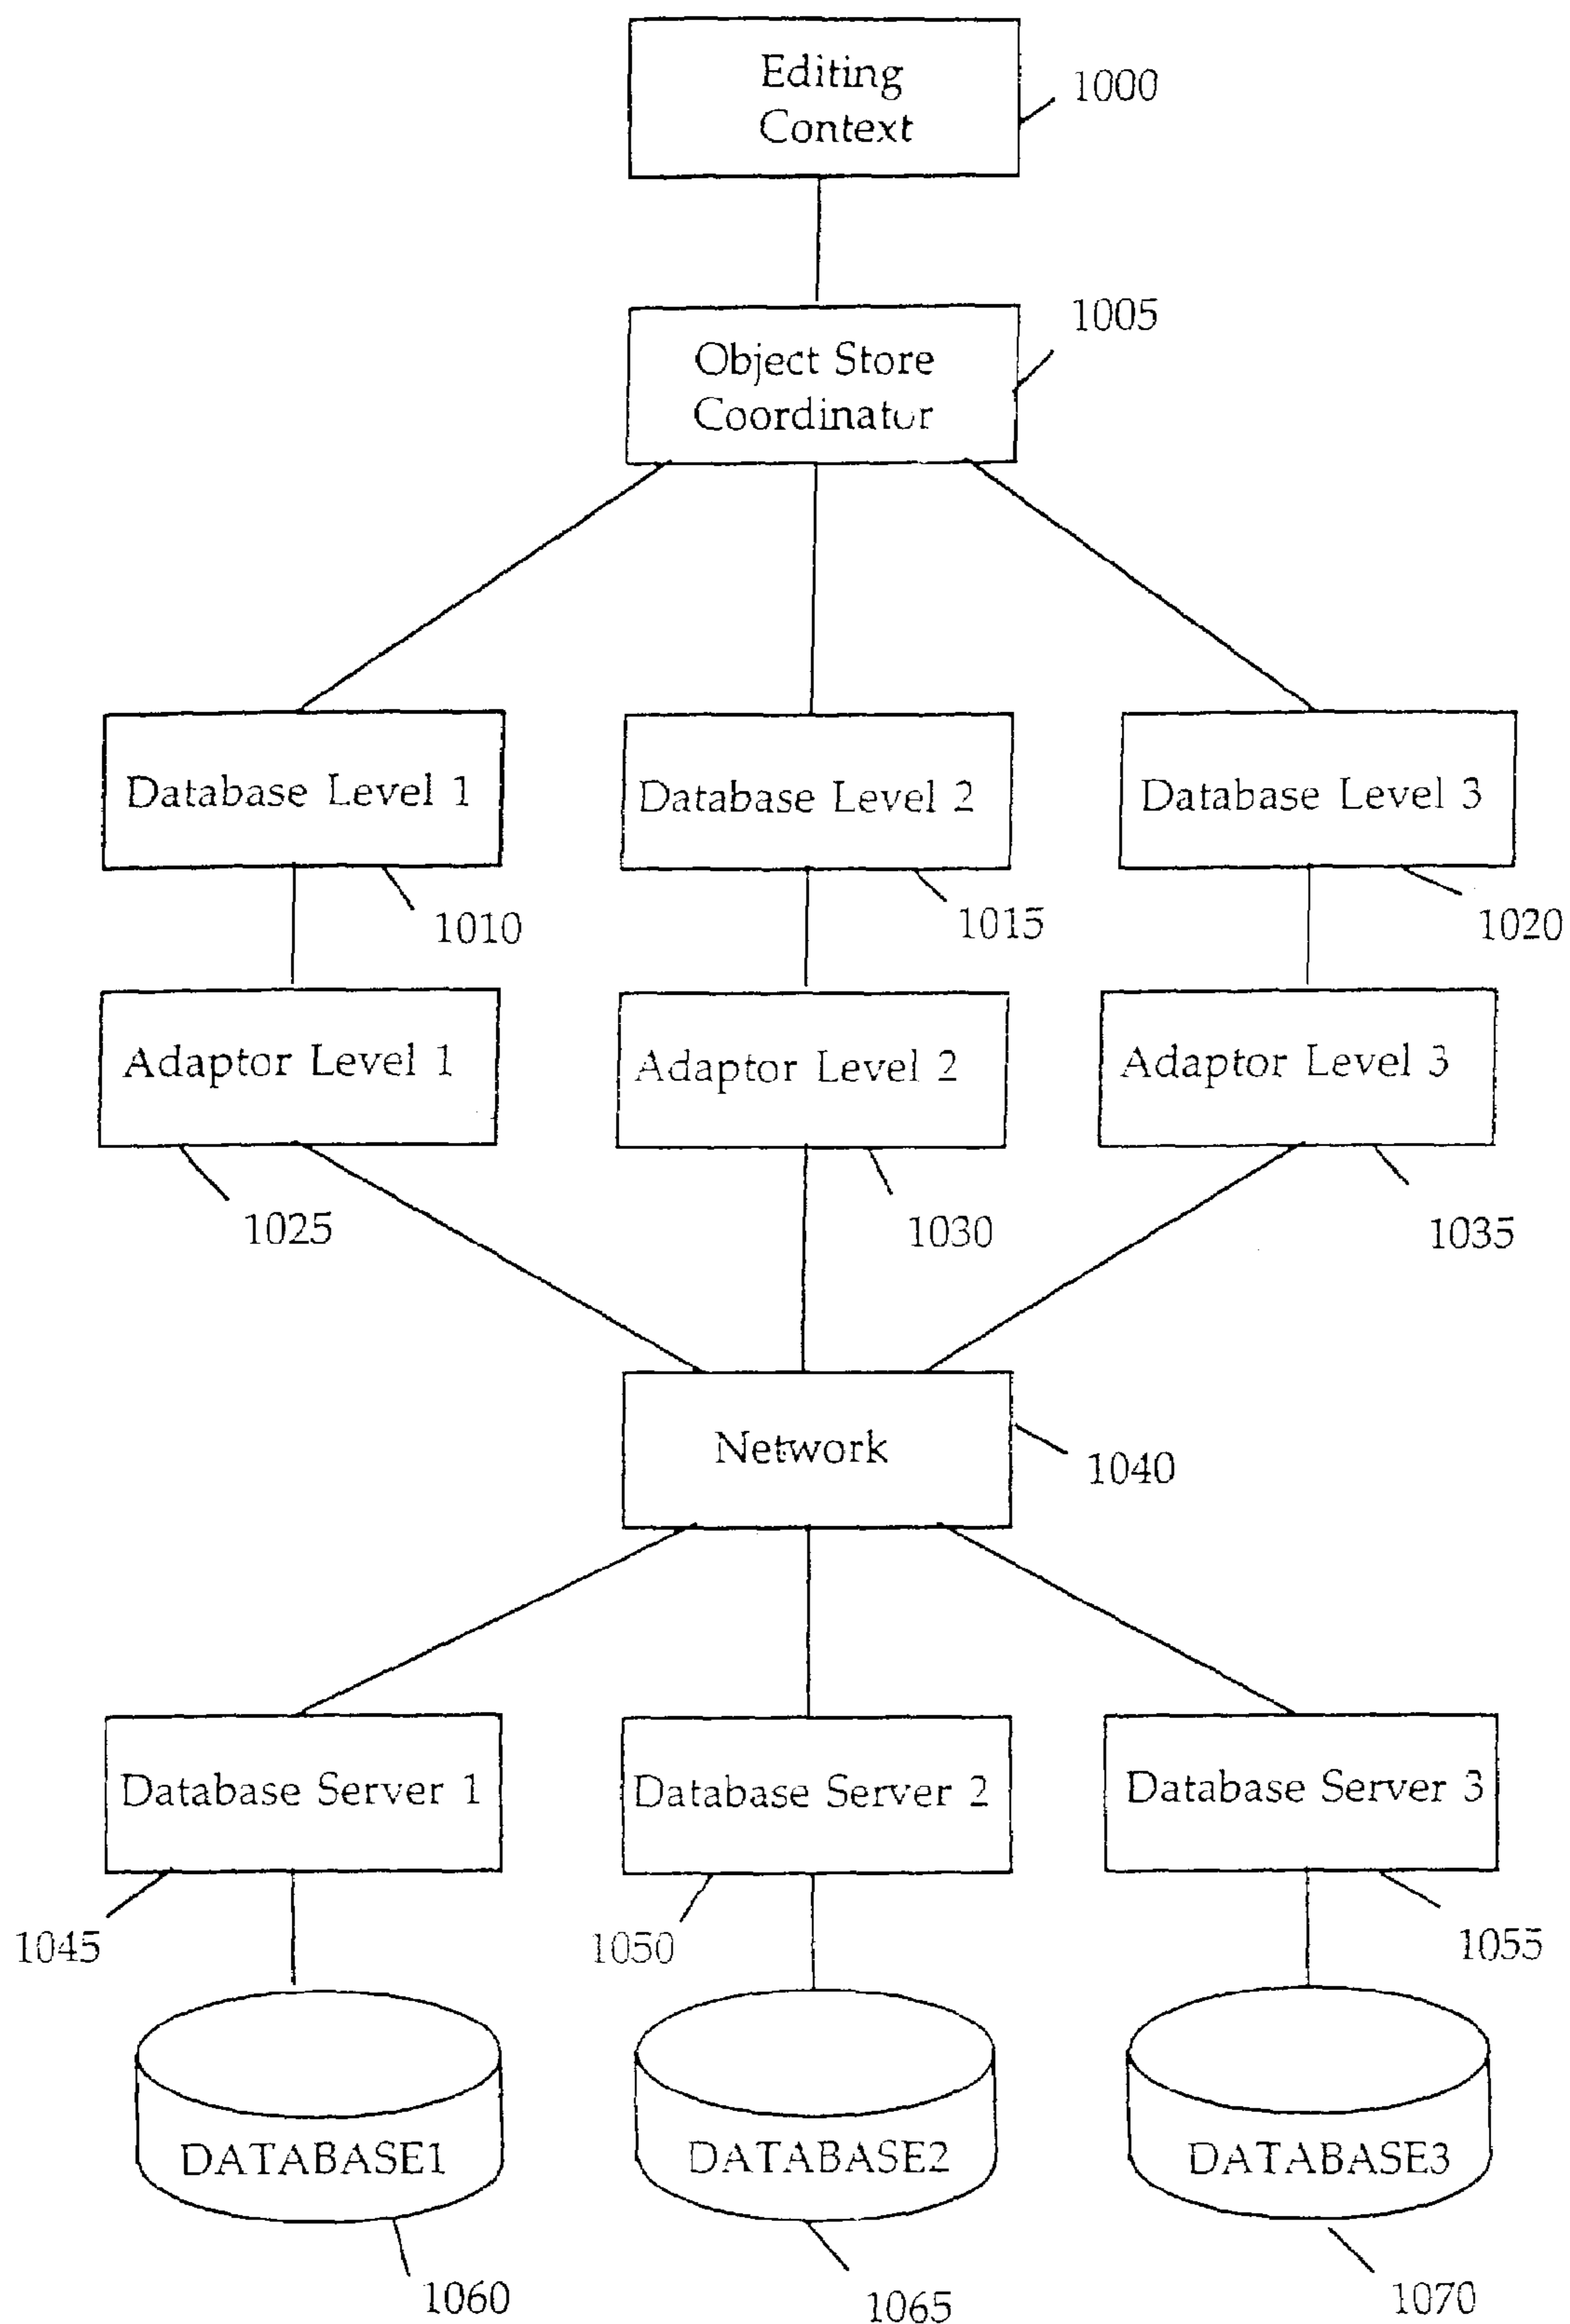 Editing
Context
1000
1005
Object Store
Coordinator
Database Level 1
Database Level 2
Database Level 3
1010
1015
1020
Adaptor Level 1
Adaptor Level 2
Adaptor Level 3
1025
1030
1035
Network
1040
Database Server 1
Database Server 2
Database Server 3
1045
1050
1055
DATABASE1
DATABASE2
DATABASE3
1060
1065
1070